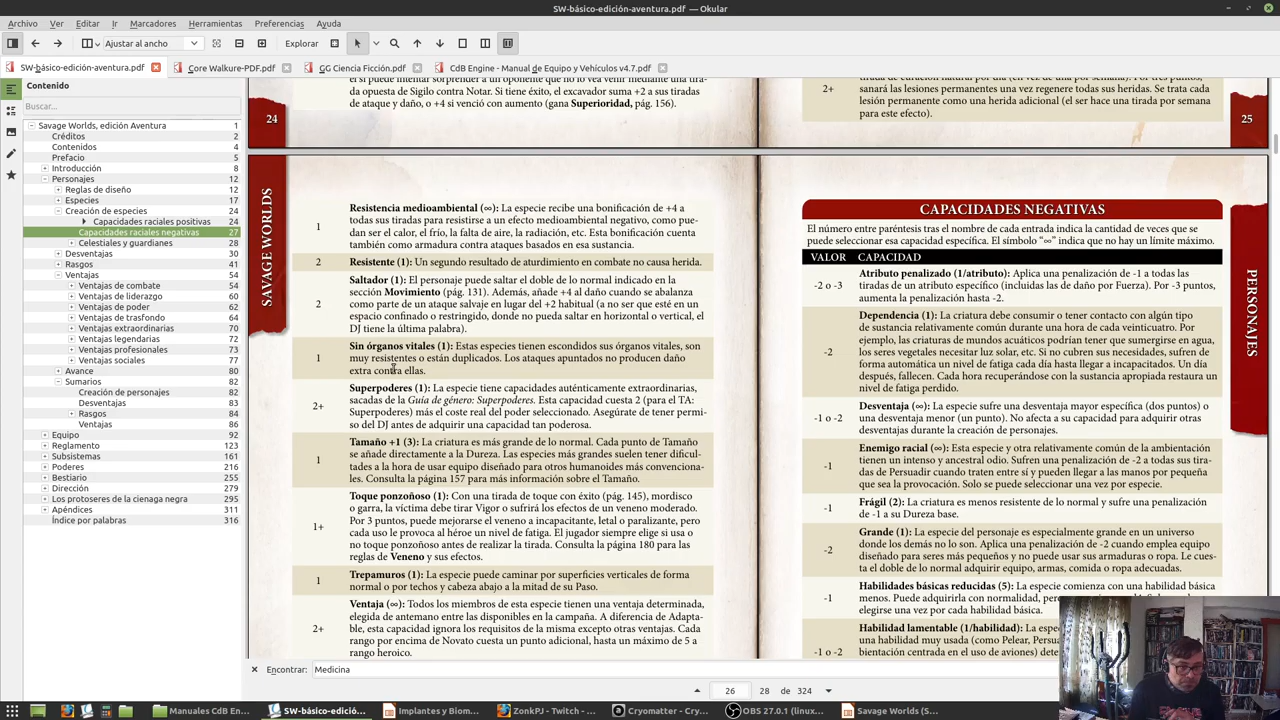 SW-básico-edición-aventura.pdf — Okular
Archivo Ver Editar Ir Marcadores Herramientas Preferencias Ayuda
Ajustar al ancho Explorar
SW-básico-edición-aventura.pdf Core Walkure-PDF.pdf GG Ciencia Ficción.pdf CdB Engine - Manual de Equipo y Vehículos v4.7.pdf
Contenido
Buscar...
Savage Worlds, edición Aventura 1
Créditos 2
Contenidos 4
Prefacio 5
Introducción 8
Personajes 12
Reglas de diseño 12
Especies 17
Creación de especies 24
Capacidades raciales positivas 24
Capacidades raciales negativas 27
Celestiales y guardianes 28
Desventajas 30
Rasgos 41
Ventajas 54
Ventajas de combate 54
Ventajas de liderazgo 60
Ventajas de poder 62
Ventajas de trasfondo 64
Ventajas extraordinarias 70
Ventajas legendarias 72
Ventajas profesionales 73
Ventajas sociales 77
Avance 80
Sumarios 82
Creación de personajes 82
Desventajas 83
Rasgos 84
Ventajas 86
Equipo 92
Reglamento 123
Subsistemas 161
Poderes 216
Bestiario 255
Dirección 279
Los protoseres de la cienaga negra 295
Apéndices 311
Índice por palabras 316
él si puede intentar sorprender a un oponente que no lo vea venir mediante una tira-
da opuesta de Sigilo contra Notar. Si tiene éxito, el excavador suma +2 a sus tiradas
de ataque y daño, o +4 si venció con aumento (gana Superioridad, pág. 156).
24
SAVAGE WORLDS
1 Resistencia medioambiental (∞): La especie recibe una bonificación de +4 a
todas sus tiradas para resistirse a un efecto medioambiental negativo, como pue-
dan ser el calor, el frío, la falta de aire, la radiación, etc. Esta bonificación cuenta
también como armadura contra ataques basados en esa sustancia.
2 Resistente (1): Un segundo resultado de aturdimiento en combate no causa herida.
2 Saltador (1): El personaje puede saltar el doble de lo normal indicado en la
sección Movimiento (pág. 131). Además, añade +4 al daño cuando se abalanza
como parte de un ataque salvaje en lugar del +2 habitual (a no ser que esté en un
espacio confinado o restringido, donde no pueda saltar en horizontal o vertical, el
DJ tiene la última palabra).
1 Sin órganos vitales (1): Estas especies tienen escondidos sus órganos vitales, son
muy resistentes o están duplicados. Los ataques apuntados no producen daño
extra contra ellas.
2+ Superpoderes (1): La especie tiene capacidades auténticamente extraordinarias,
sacadas de la Guía de género: Superpoderes. Esta capacidad cuesta 2 (para el TA:
Superpoderes) más el coste real del poder seleccionado. Asegúrate de tener permi-
so del DJ antes de adquirir una capacidad tan poderosa.
1 Tamaño +1 (3): La criatura es más grande de lo normal. Cada punto de Tamaño
se añade directamente a la Dureza. Las especies más grandes suelen tener dificul-
tades a la hora de usar equipo diseñado para otros humanoides más convenciona-
les. Consulta la página 157 para más información sobre el Tamaño.
1+ Toque ponzoñoso (1): Con una tirada de toque con éxito (pág. 145), mordisco
o garra, la víctima debe tirar Vigor o sufrirá los efectos de un veneno moderado.
Por 3 puntos, puede mejorarse el veneno a incapacitante, letal o paralizante, pero
cada uso le provoca al héroe un nivel de fatiga. El jugador siempre elige si usa o
no toque ponzoñoso antes de realizar la tirada. Consulta la página 180 para las
reglas de Veneno y sus efectos.
1 Trepamuros (1): La especie puede caminar por superficies verticales de forma
normal o por techos y cabeza abajo a la mitad de su Paso.
2+ Ventaja (∞): Todos los miembros de esta especie tienen una ventaja determinada,
elegida de antemano entre las disponibles en la campaña. A diferencia de Adapta-
ble, esta capacidad ignora los requisitos de la misma excepto otras ventajas. Cada
rango por encima de Novato cuesta un punto adicional, hasta un máximo de 5 a
rango heroico.
2+ tirada de curación natural por día (en vez de una por semana). Por tres puntos,
sanará las lesiones permanentes una vez regenere todas sus heridas. Se trata cada
lesión permanente como una herida adicional (el ser hace una tirada por semana
para este efecto).
25
PERSONAJES
CAPACIDADES NEGATIVAS
El número entre paréntesis tras el nombre de cada entrada indica la cantidad de veces que se
puede seleccionar esa capacidad específica. El símbolo "∞" indica que no hay un límite máximo.
VALOR CAPACIDAD
-2 o -3 Atributo penalizado (1/atributo): Aplica una penalización de -1 a todas las
tiradas de un atributo específico (incluidas las de daño por Fuerza). Por -3 puntos,
aumenta la penalización hasta -2.
-2 Dependencia (1): La criatura debe consumir o tener contacto con algún tipo
de sustancia relativamente común durante una hora de cada veinticuatro. Por
ejemplo, las criaturas de mundos acuáticos podrían tener que sumergirse en agua,
los seres vegetales necesitar luz solar, etc. Si no cubren sus necesidades, sufren de
forma automática un nivel de fatiga cada día hasta llegar a incapacitados. Un
día después, fallecen. Cada hora recuperándose con la sustancia apropiada restaura un
nivel de fatiga perdido.
-1 o -2 Desventaja (∞): La especie sufre una desventaja mayor específica (dos puntos) o
una desventaja menor (un punto). No afecta a su capacidad para adquirir otras
desventajas durante la creación de personajes.
-1 Enemigo racial (∞): Esta especie y otra relativamente común de la ambientación
tienen un intenso y ancestral odio. Sufren una penalización de -2 a todas sus tira-
das de Persuadir cuando traten entre sí y pueden llegar a las manos por pequeña
que sea la provocación. Solo se puede seleccionar una vez por especie.
-1 Frágil (2): La criatura es menos resistente de lo normal y sufre una penalización
de -1 a su Dureza base.
-2 Grande (1): El cuerpo del personaje es especialmente grande en un universo
donde los demás no lo son. Aplica una penalización de -2 cuando emplea equipo
diseñado para seres más pequeños y no puede usar sus armaduras o ropa. Le cues-
ta el doble de lo normal adquirir equipo, armas, comida o ropa adecuadas.
-1 Habilidades básicas reducidas (5): La especie comienza con una habilidad básica
menos. Puede adquirirla con normalidad,
elegirse una vez por cada habilidad básica.
-1 o -2 Habilidad lamentable (1/habilidad):
una habilidad muy usada (como Pelear,
bientación centrada en el uso de aviones)
Encontrar: Medicina
26 28 de 324
Manuales CdB En... SW-básico-edició... Implantes y Biom... ZonkPJ - Twitch - ... Cryomatter - Cryo... OBS 27.0.1 (linux... Savage Worlds (S...